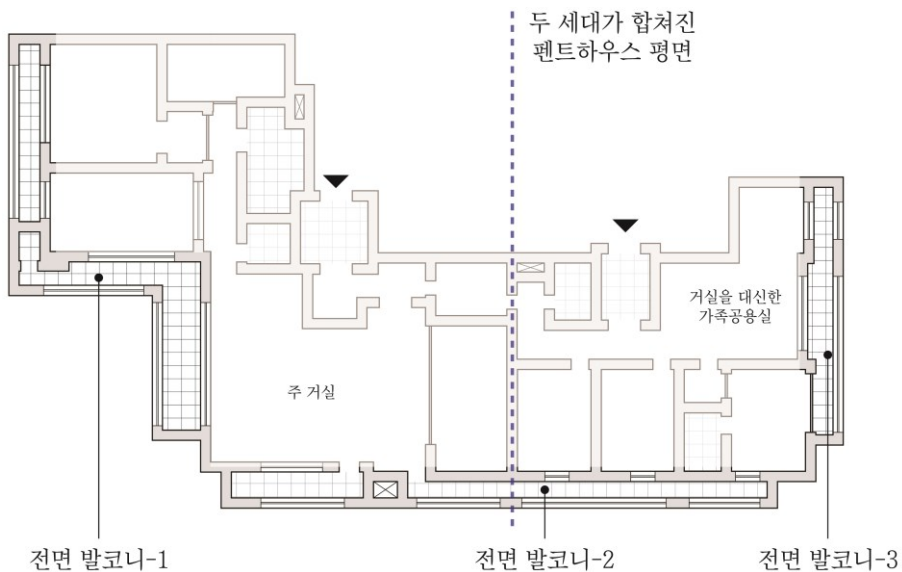 두 세대가 합쳐진
펜트하우스 평면
거실을 대신한
가족공용실
주 거실
전면 발코니-1
전면 발코니-2
전면 발코니-3